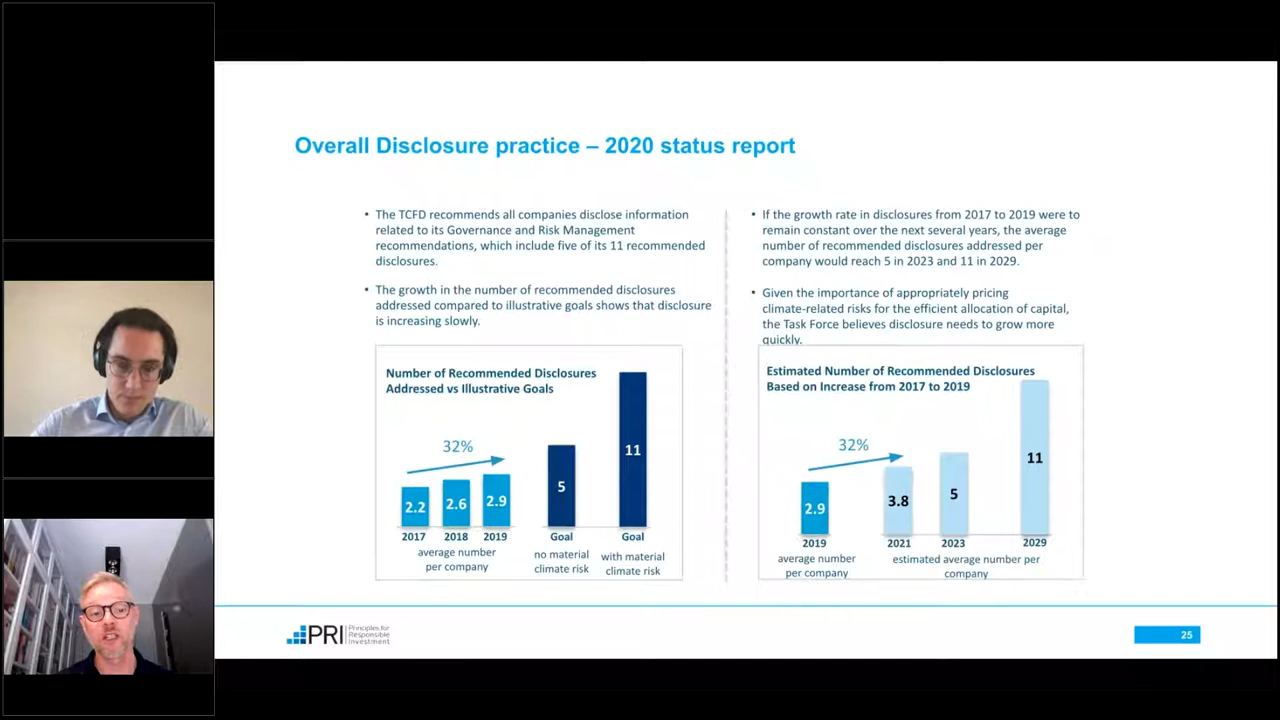 Overall Disclosure practice – 2020 status report
• The TCFD recommends all companies disclose information
related to its Governance and Risk Management
recommendations, which include five of its 11 recommended
disclosures.
• The growth in the number of recommended disclosures
addressed compared to illustrative goals shows that disclosure
is increasing slowly.
Number of Recommended Disclosures
Addressed vs Illustrative Goals
32%
2.2
2.6
2.9
5
11
2017
2018
2019
Goal
Goal
average number
per company
no material
climate risk
with material
climate risk
• If the growth rate in disclosures from 2017 to 2019 were to
remain constant over the next several years, the average
number of recommended disclosures addressed per
company would reach 5 in 2023 and 11 in 2029.
• Given the importance of appropriately pricing
climate-related risks for the efficient allocation of capital,
the Task Force believes disclosure needs to grow more
quickly.
Estimated Number of Recommended Disclosures
Based on Increase from 2017 to 2019
32%
2.9
3.8
5
11
2019
2021
2023
2029
average number
per company
estimated average number per
company
PRI
Principles for
Responsible
Investment
25